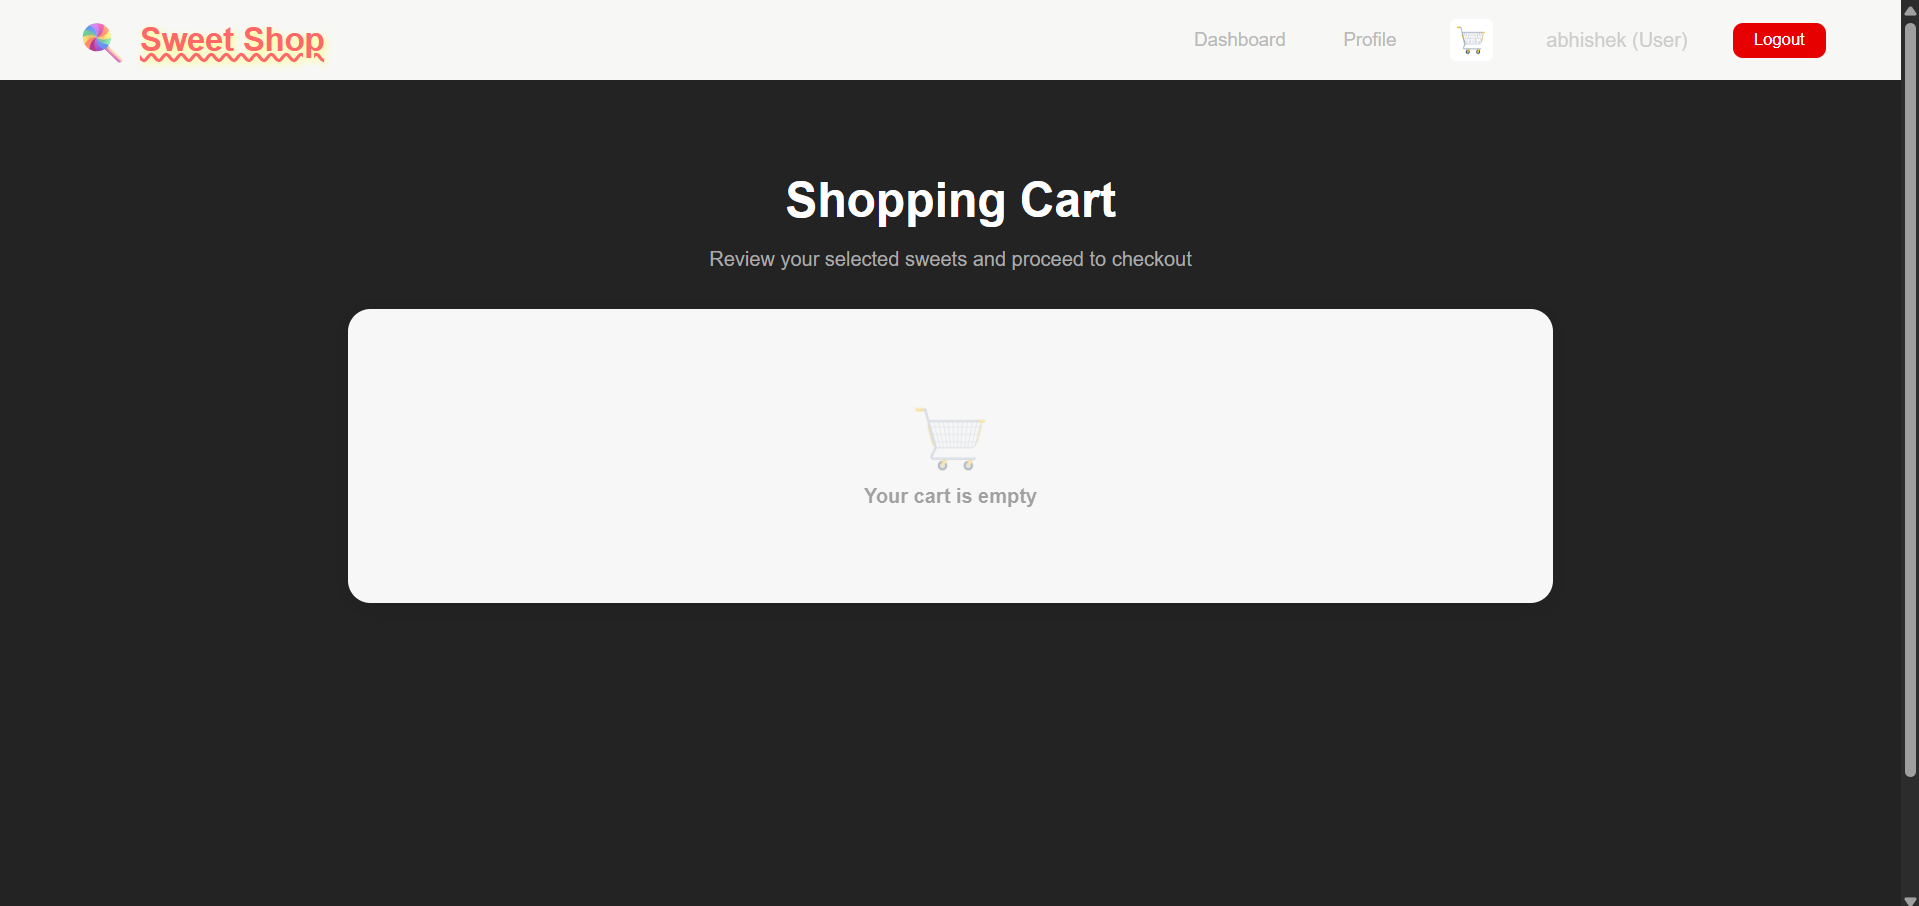 Sweet Shop
Dashboard
Profile
abhishek (User)
Logout
Shopping Cart
Review your selected sweets and proceed to checkout
Your cart is empty